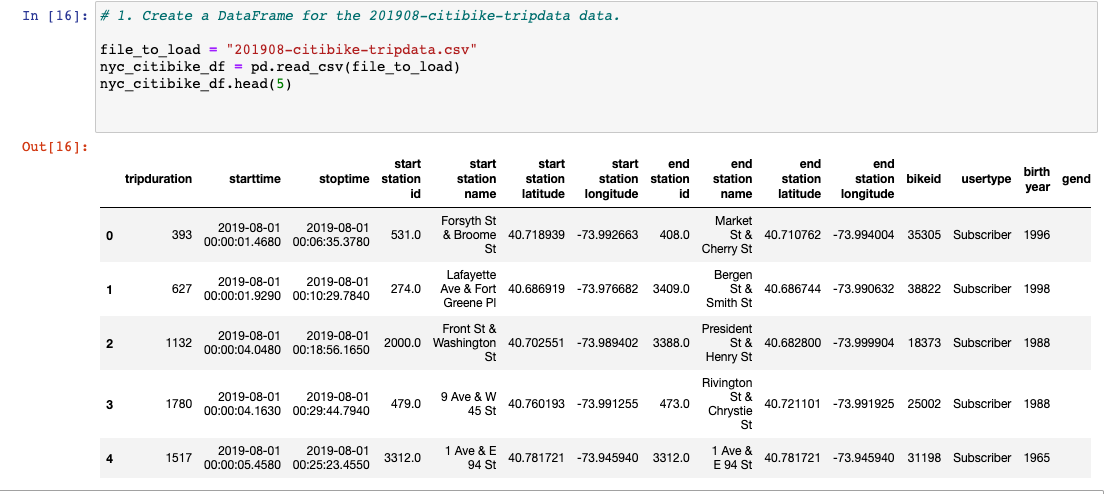 In [16]: # 1. Create a DataFrame for the 201908-citibike-tripdata data.
file_to_load = "201908-citibike-tripdata.csv"
nyc_citibike_df = pd.read_csv(file_to_load)
nyc_citibike_df.head(5)
Out[16]:
tripduration starttime stoptime start station id start station name start station latitude start station longitude end station id end station name end station latitude end station longitude bikeid usertype birth year gend
0 393 2019-08-01 00:00:01.4680 2019-08-01 00:06:35.3780 531.0 Forsyth St & Broome St 40.718939 -73.992663 408.0 Market St & Cherry St 40.710762 -73.994004 35305 Subscriber 1996
1 627 2019-08-01 00:00:01.9290 2019-08-01 00:10:29.7840 274.0 Lafayette Ave & Fort Greene Pl 40.686919 -73.976682 3409.0 Bergen St & Smith St 40.686744 -73.990632 38822 Subscriber 1998
2 1132 2019-08-01 00:00:04.0480 2019-08-01 00:18:56.1650 2000.0 Front St & Washington St 40.702551 -73.989402 3388.0 President St & Henry St 40.682800 -73.999904 18373 Subscriber 1988
3 1780 2019-08-01 00:00:04.1630 2019-08-01 00:29:44.7940 479.0 9 Ave & W 45 St 40.760193 -73.991255 473.0 Rivington St & Chrystie St 40.721101 -73.991925 25002 Subscriber 1988
4 1517 2019-08-01 00:00:05.4580 2019-08-01 00:25:23.4550 3312.0 1 Ave & E 94 St 40.781721 -73.945940 3312.0 1 Ave & E 94 St 40.781721 -73.945940 31198 Subscriber 1965